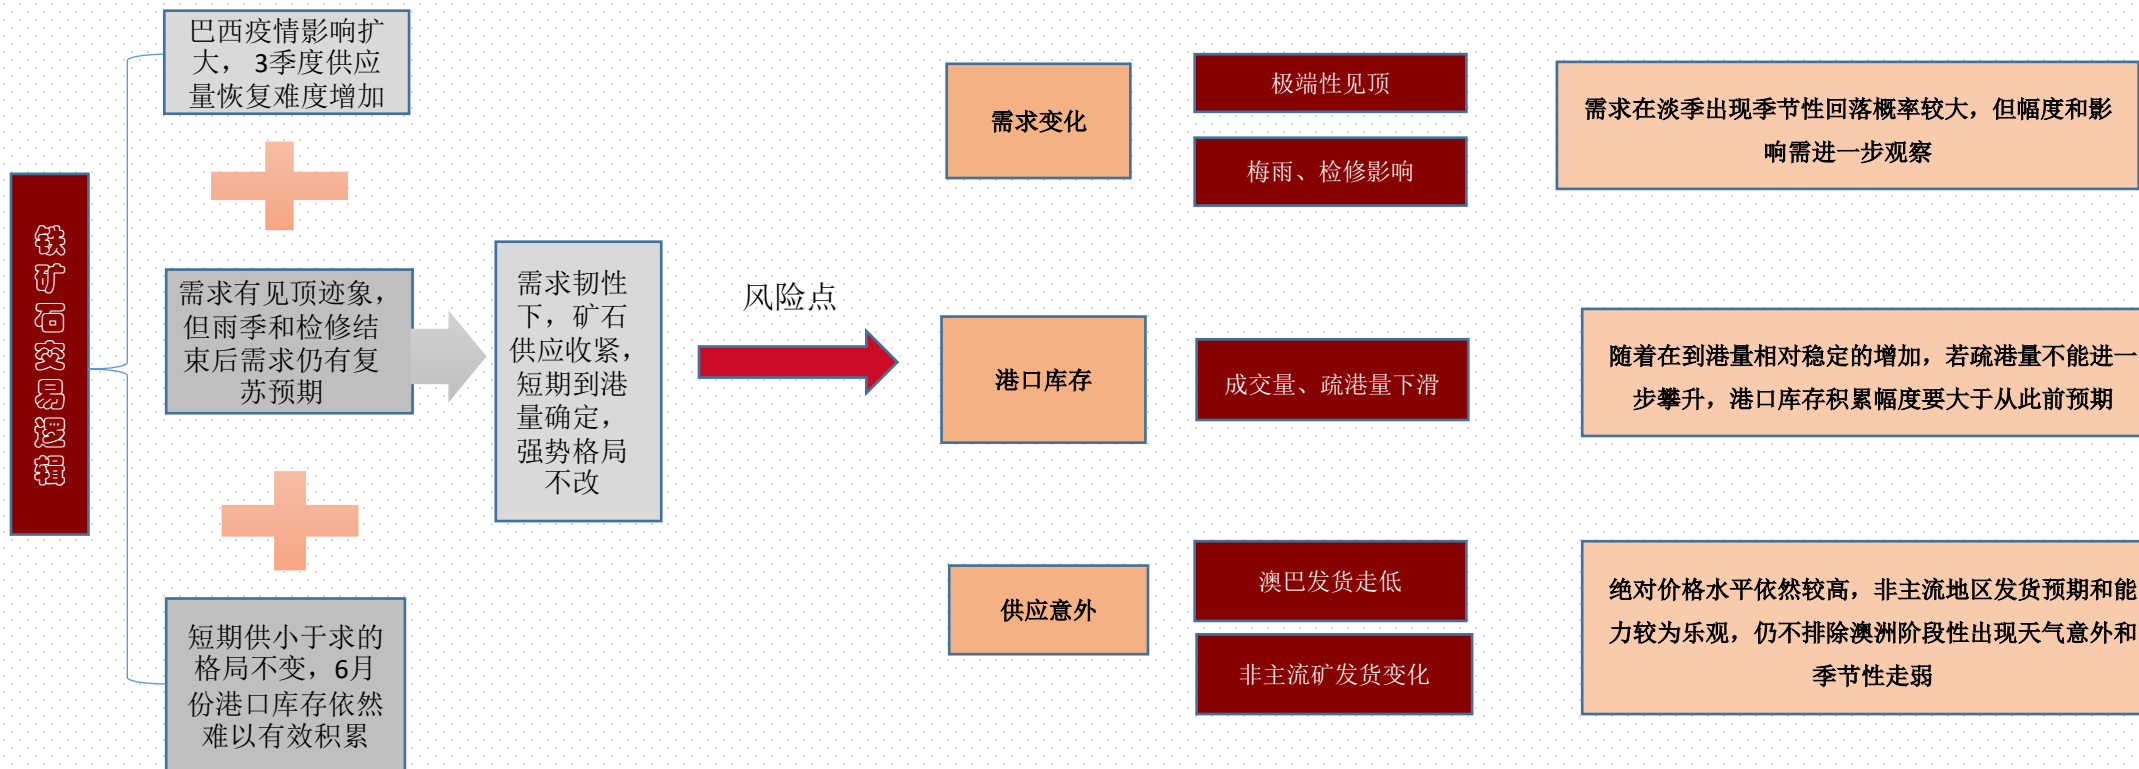 铁矿石交易逻辑
巴西疫情影响扩
大， 3季度供应
量恢复难度增加
需求有见顶迹象，
但雨季和检修结
束后需求仍有复
苏预期
短期供小于求的
格局不变，6月
份港口库存依然
难以有效积累
需求韧性
下，矿石
供应收紧，
短期到港
量确定，
强势格局
不改
风险点
需求变化
极端性见顶
梅雨、检修影响
需求在淡季出现季节性回落概率较大，但幅度和影
响需进一步观察
港口库存
成交量、疏港量下滑
随着在到港量相对稳定的增加，若疏港量不能进一
步攀升，港口库存积累幅度要大于从此前预期
供应意外
澳巴发货走低
非主流矿发货变化
绝对价格水平依然较高，非主流地区发货预期和能
力较为乐观，仍不排除澳洲阶段性出现天气意外和
季节性走弱